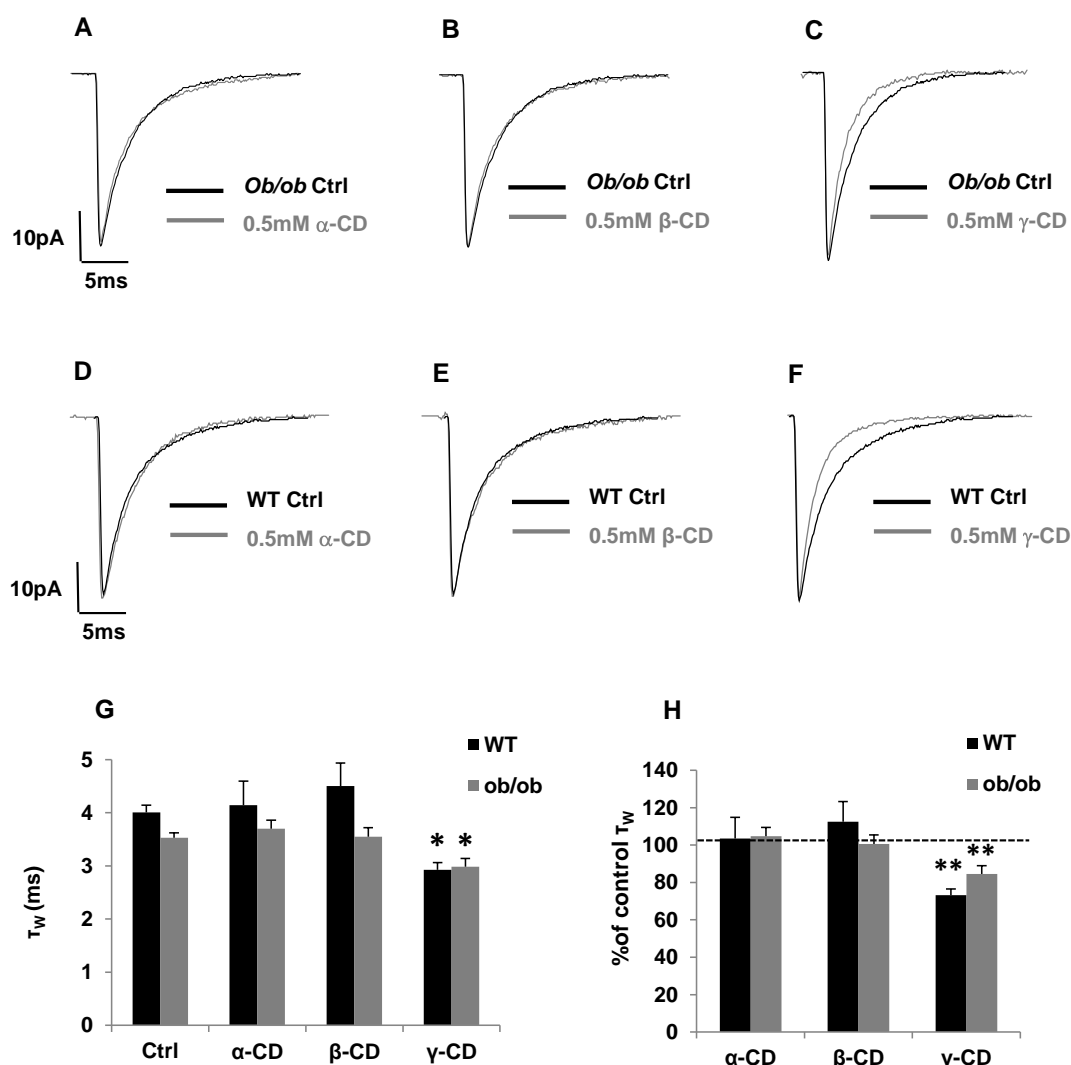 A
B
C
Ob/ob Ctrl
0.5mM α-CD
Ob/ob Ctrl
0.5mM β-CD
Ob/ob Ctrl
0.5mM γ-CD
10pA
5ms
D
E
F
WT Ctrl
0.5mM α-CD
WT Ctrl
0.5mM β-CD
WT Ctrl
0.5mM γ-CD
10pA
5ms
G
WT
ob/ob
5
4
3
2
1
0
τW (ms)
* *
Ctrl α-CD β-CD γ-CD
H
WT
ob/ob
140
120
100
80
60
40
20
0
%of control τW
** **
α-CD ß-CD γ-CD